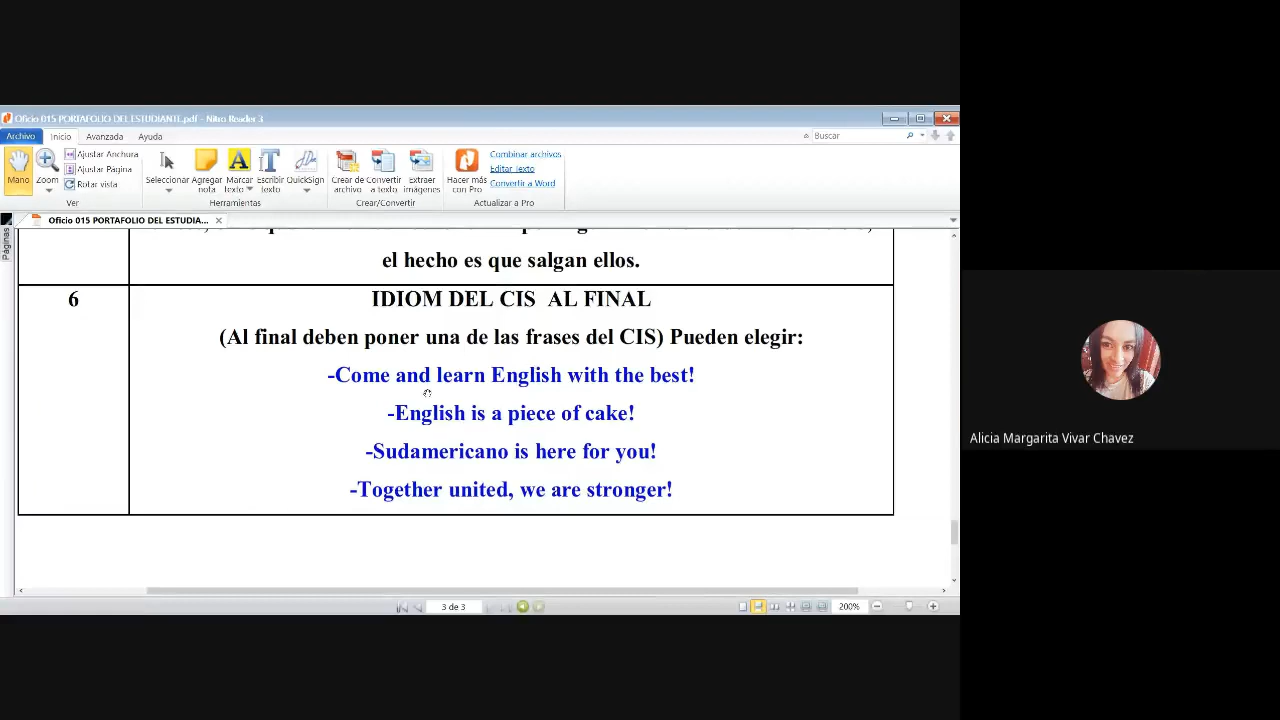 Oficio 015 PORTAFOLIO DEL ESTUDIANTE.pdf - Nitro Reader 3
Archivo Inicio Avanzada Ayuda Buscar
Mano
Zoom
Ajustar Anchura
Ajustar Página
Rotar vista
Ver
Seleccionar
Agregar nota
Marcar texto
Escribir texto
QuickSign
Herramientas
Crear de archivo
Convertir a texto
Extraer imágenes
Crear/Convertir
Hacer más con Pro
Combinar archivos
Editar Texto
Convertir a Word
Actualizar a Pro
Oficio 015 PORTAFOLIO DEL ESTUDIA...
Páginas
el hecho es que salgan ellos.
6 IDIOM DEL CIS AL FINAL
(Al final deben poner una de las frases del CIS) Pueden elegir:
-Come and learn English with the best!
-English is a piece of cake!
-Sudamericano is here for you!
-Together united, we are stronger!
3 de 3
200%
Alicia Margarita Vivar Chavez